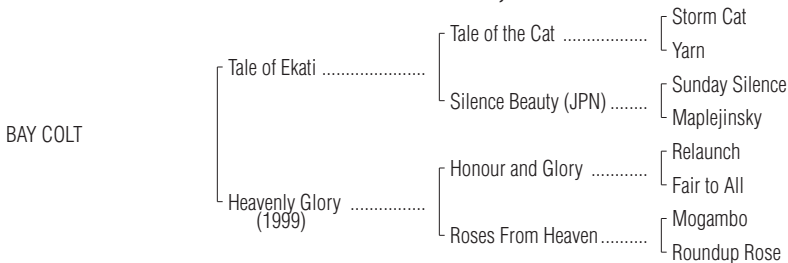 Storm Cat
Tale of the Cat ..................
Yarn
Tale of Ekati ......................
Sunday Silence
Silence Beauty (JPN) ........
Maplejinsky
BAY COLT
Relaunch
Honour and Glory ............
Fair to All
Heavenly Glory ................
(1999)
Mogambo
Roses From Heaven..........
Roundup Rose